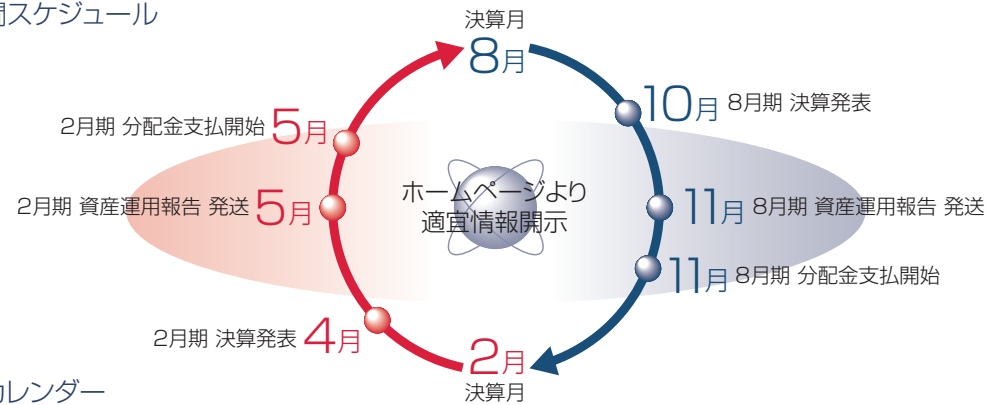 間スケジュール
決算月
8月
10月 8月期 決算発表
2月期 分配金支払開始 5月
2月期 資産運用報告 発送 5月
ホームページより
適宜情報開示
11月 8月期 資産運用報告 発送
11月 8月期 分配金支払開始
2月期 決算発表 4月
2月
決算月
カレンダー